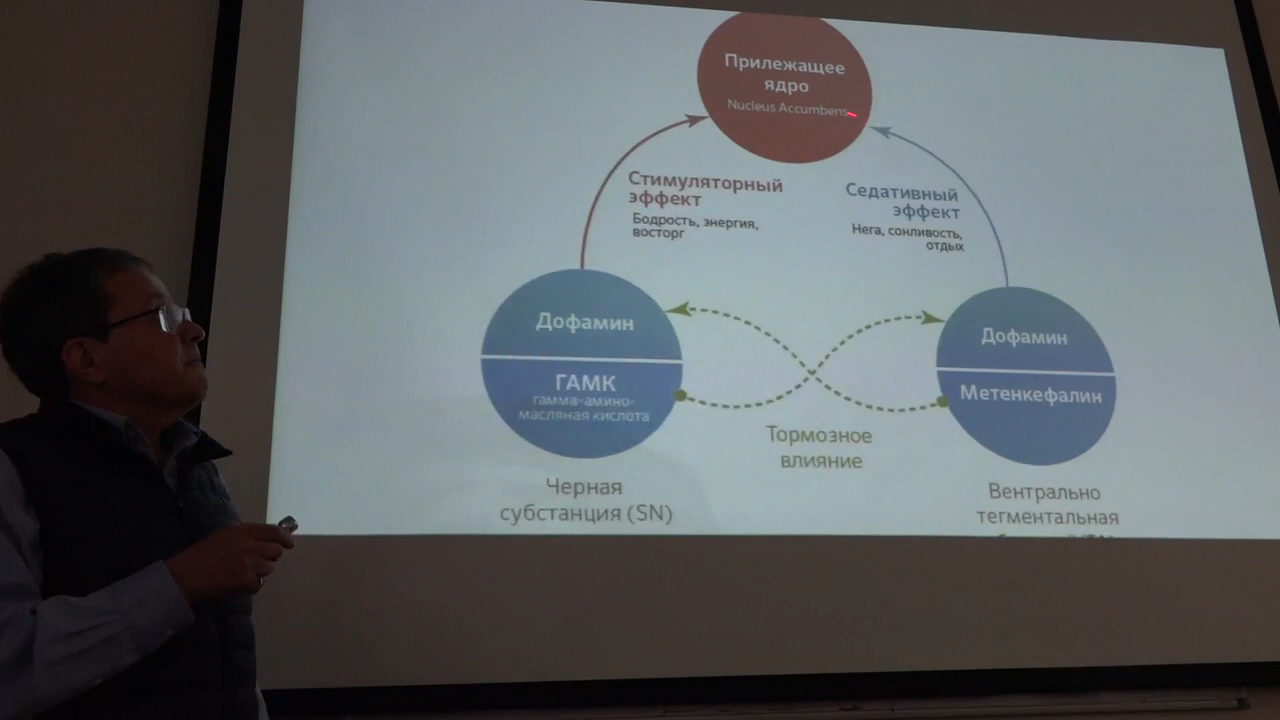 Прилежащее
ядро
Nucleus Accumbens
Стимуляторный
эффект
Бодрость, энергия,
восторг
Седативный
эффект
Нега, сонливость,
отдых
Дофамин
ГАМК
гамма-амино-
масляная кислота
Дофамин
Метенкефалин
Тормозное
влияние
Черная
субстанция (SN)
Вентрально
тегментальная